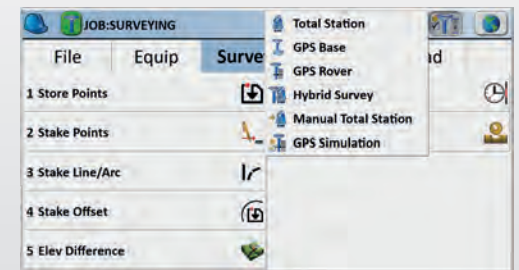 JOB:SURVEYING
File Equip
Total Station
GPS Base
GPS Rover
Hybrid Survey
Manual Total Station
GPS Simulation
1 Store Points
2 Stake Points
3 Stake Line/Arc
4 Stake Offset
5 Elev Difference